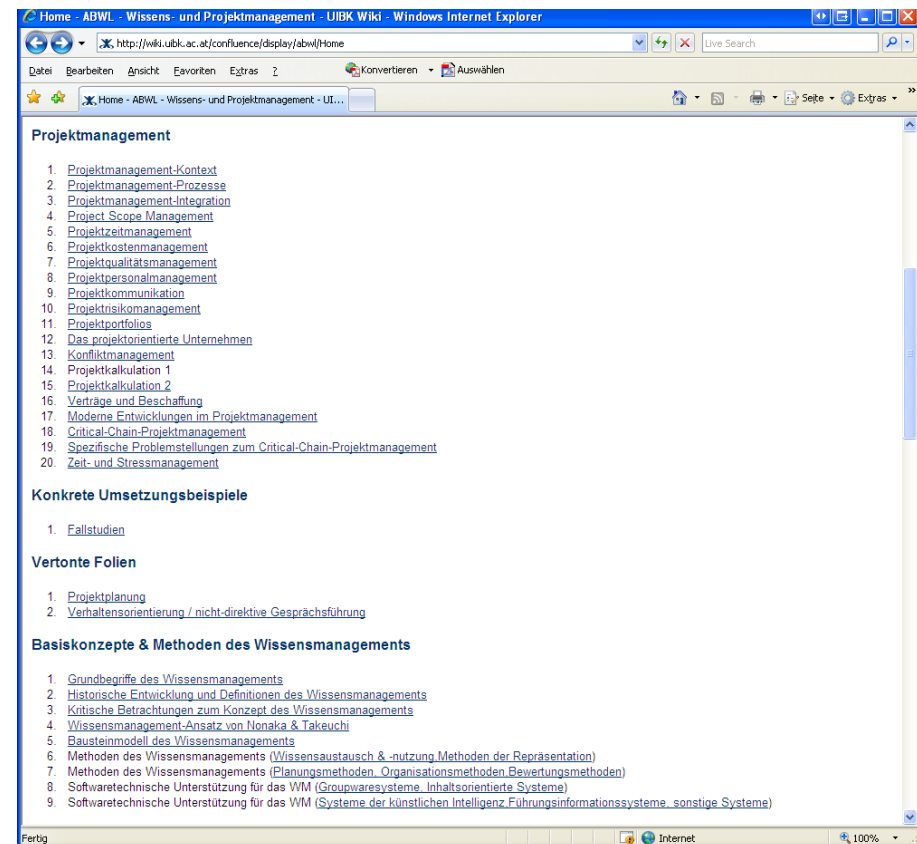 Home - ABWL - Wissens- und Projektmanagement - UIBK Wiki - Windows Internet Explorer
http://wiki.uibk.ac.at/confluence/display/abwl/Home
Live Search
Datei Bearbeiten Ansicht Favoriten Extras ? Konvertieren Auswählen
Home - ABWL - Wissens- und Projektmanagement - UI... Seite Extras »
Projektmanagement
1. Projektmanagement-Kontext
2. Projektmanagement-Prozesse
3. Projektmanagement-Integration
4. Project Scope Management
5. Projektzeitmanagement
6. Projektkostenmanagement
7. Projektqualitätsmanagement
8. Projektpersonalmanagement
9. Projektkommunikation
10. Projektrisikomanagement
11. Projektportfolios
12. Das projektorientierte Unternehmen
13. Konfliktmanagement
14. Projektkalkulation 1
15. Projektkalkulation 2
16. Verträge und Beschaffung
17. Moderne Entwicklungen im Projektmanagement
18. Critical-Chain-Projektmanagement
19. Spezifische Problemstellungen zum Critical-Chain-Projektmanagement
20. Zeit- und Stressmanagement
Konkrete Umsetzungsbeispiele
1. Fallstudien
Vertonte Folien
1. Projektplanung
2. Verhaltensorientierung / nicht-direktive Gesprächsführung
Basiskonzepte & Methoden des Wissensmanagements
1. Grundbegriffe des Wissensmanagements
2. Historische Entwicklung und Definitionen des Wissensmanagements
3. Kritische Betrachtungen zum Konzept des Wissensmanagements
4. Wissensmanagement-Ansatz von Nonaka & Takeuchi
5. Bausteinmodell des Wissensmanagements
6. Methoden des Wissensmanagements (Wissensaustausch & -nutzung,Methoden der Repräsentation)
7. Methoden des Wissensmanagements (Planungsmethoden, Organisationsmethoden,Bewertungsmethoden)
8. Softwaretechnische Unterstützung für das WM (Groupwaresysteme, Inhaltsorientierte Systeme)
9. Softwaretechnische Unterstützung für das WM (Systeme der künstlichen Intelligenz,Führungsinformationssysteme, sonstige Systeme)
Fertig Internet 100%